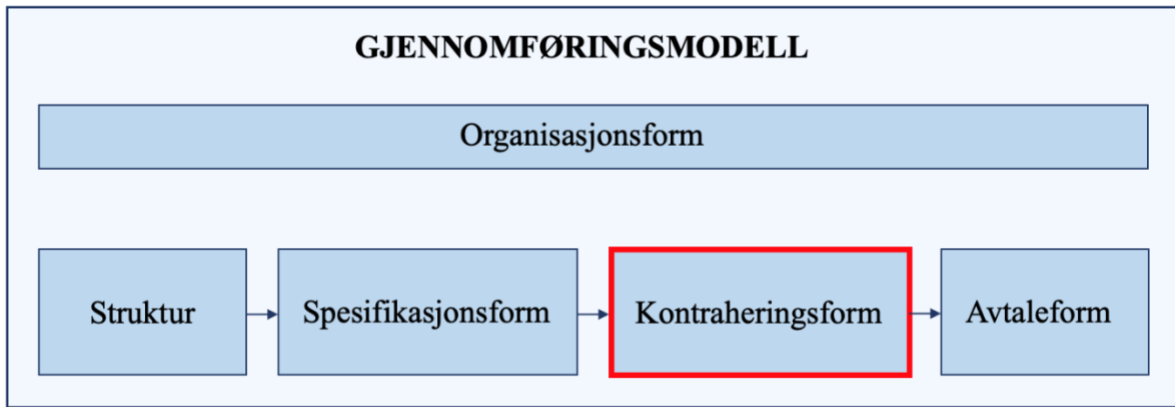 GJENNOMFØRINGSMODELL
Organisasjonsform
Struktur
Spesifikasjonsform
Kontraheringsform
Avtaleform